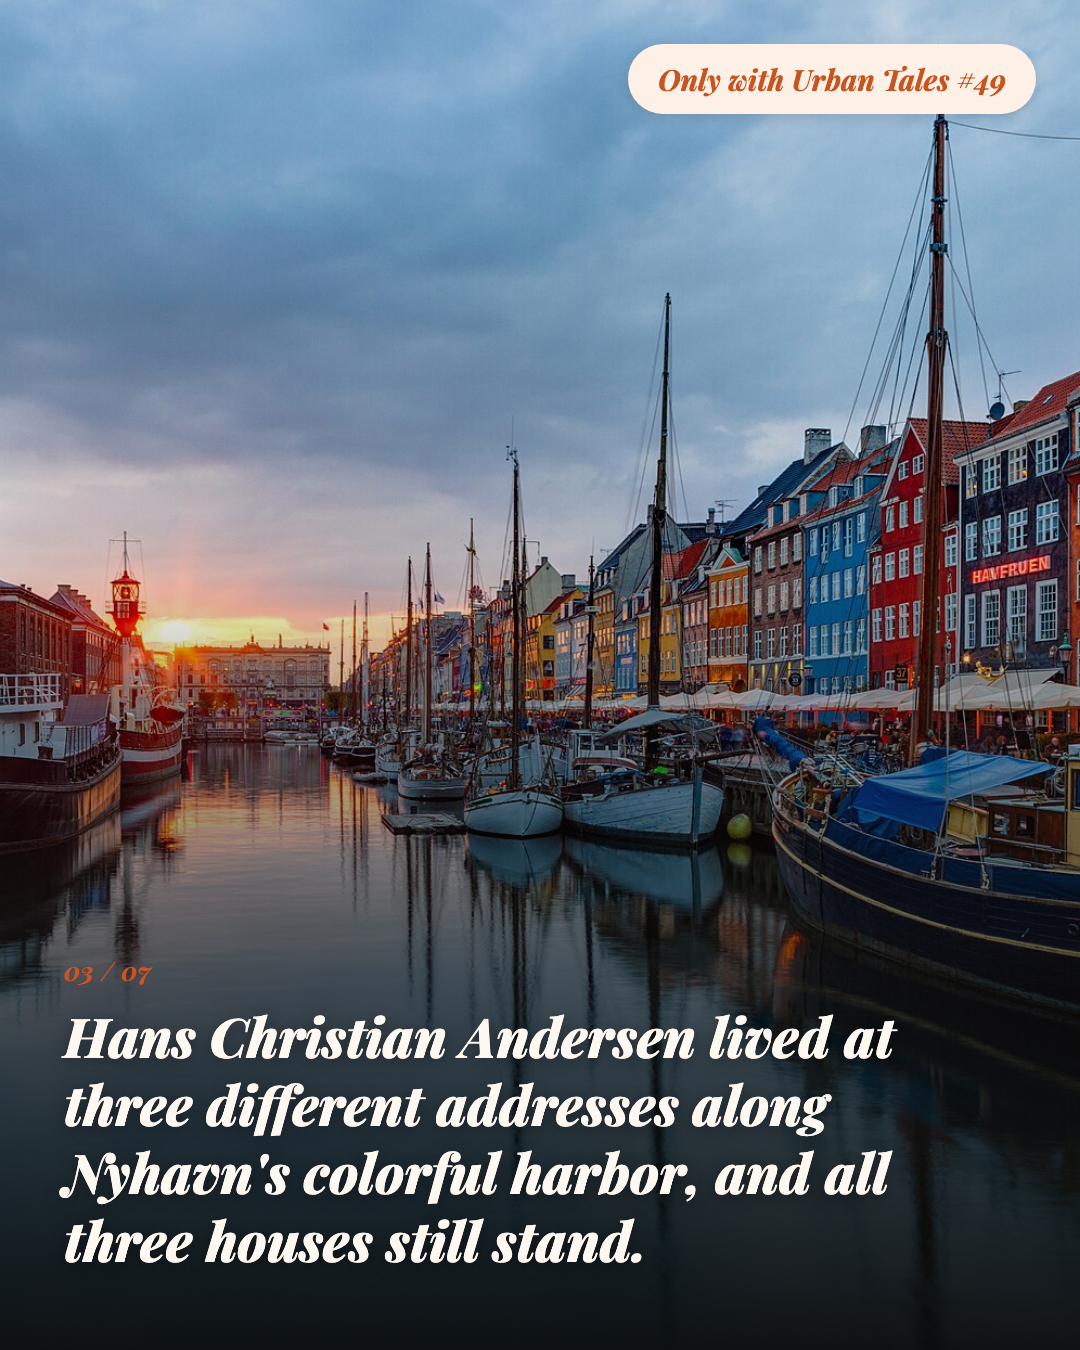 Only with Urban Tales #49
HAVFRUEN
37
03 / 07
Hans Christian Andersen lived at
three different addresses along
Nyhavn's colorful harbor, and all
three houses still stand.